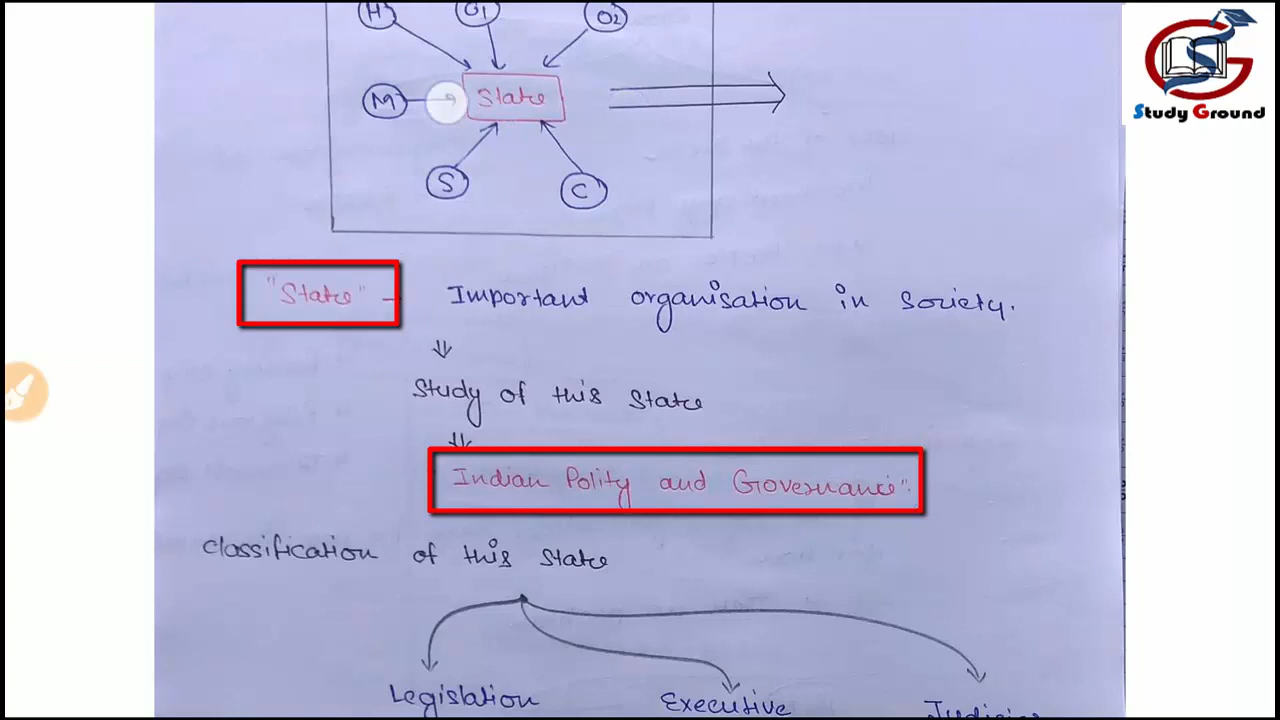 H
O1
O2
M
State
S
C
Study Ground
"State" - Important organisation in Society.
Study of this State
Indian Polity and Governance".
Classification of this State
Legislation
Executive